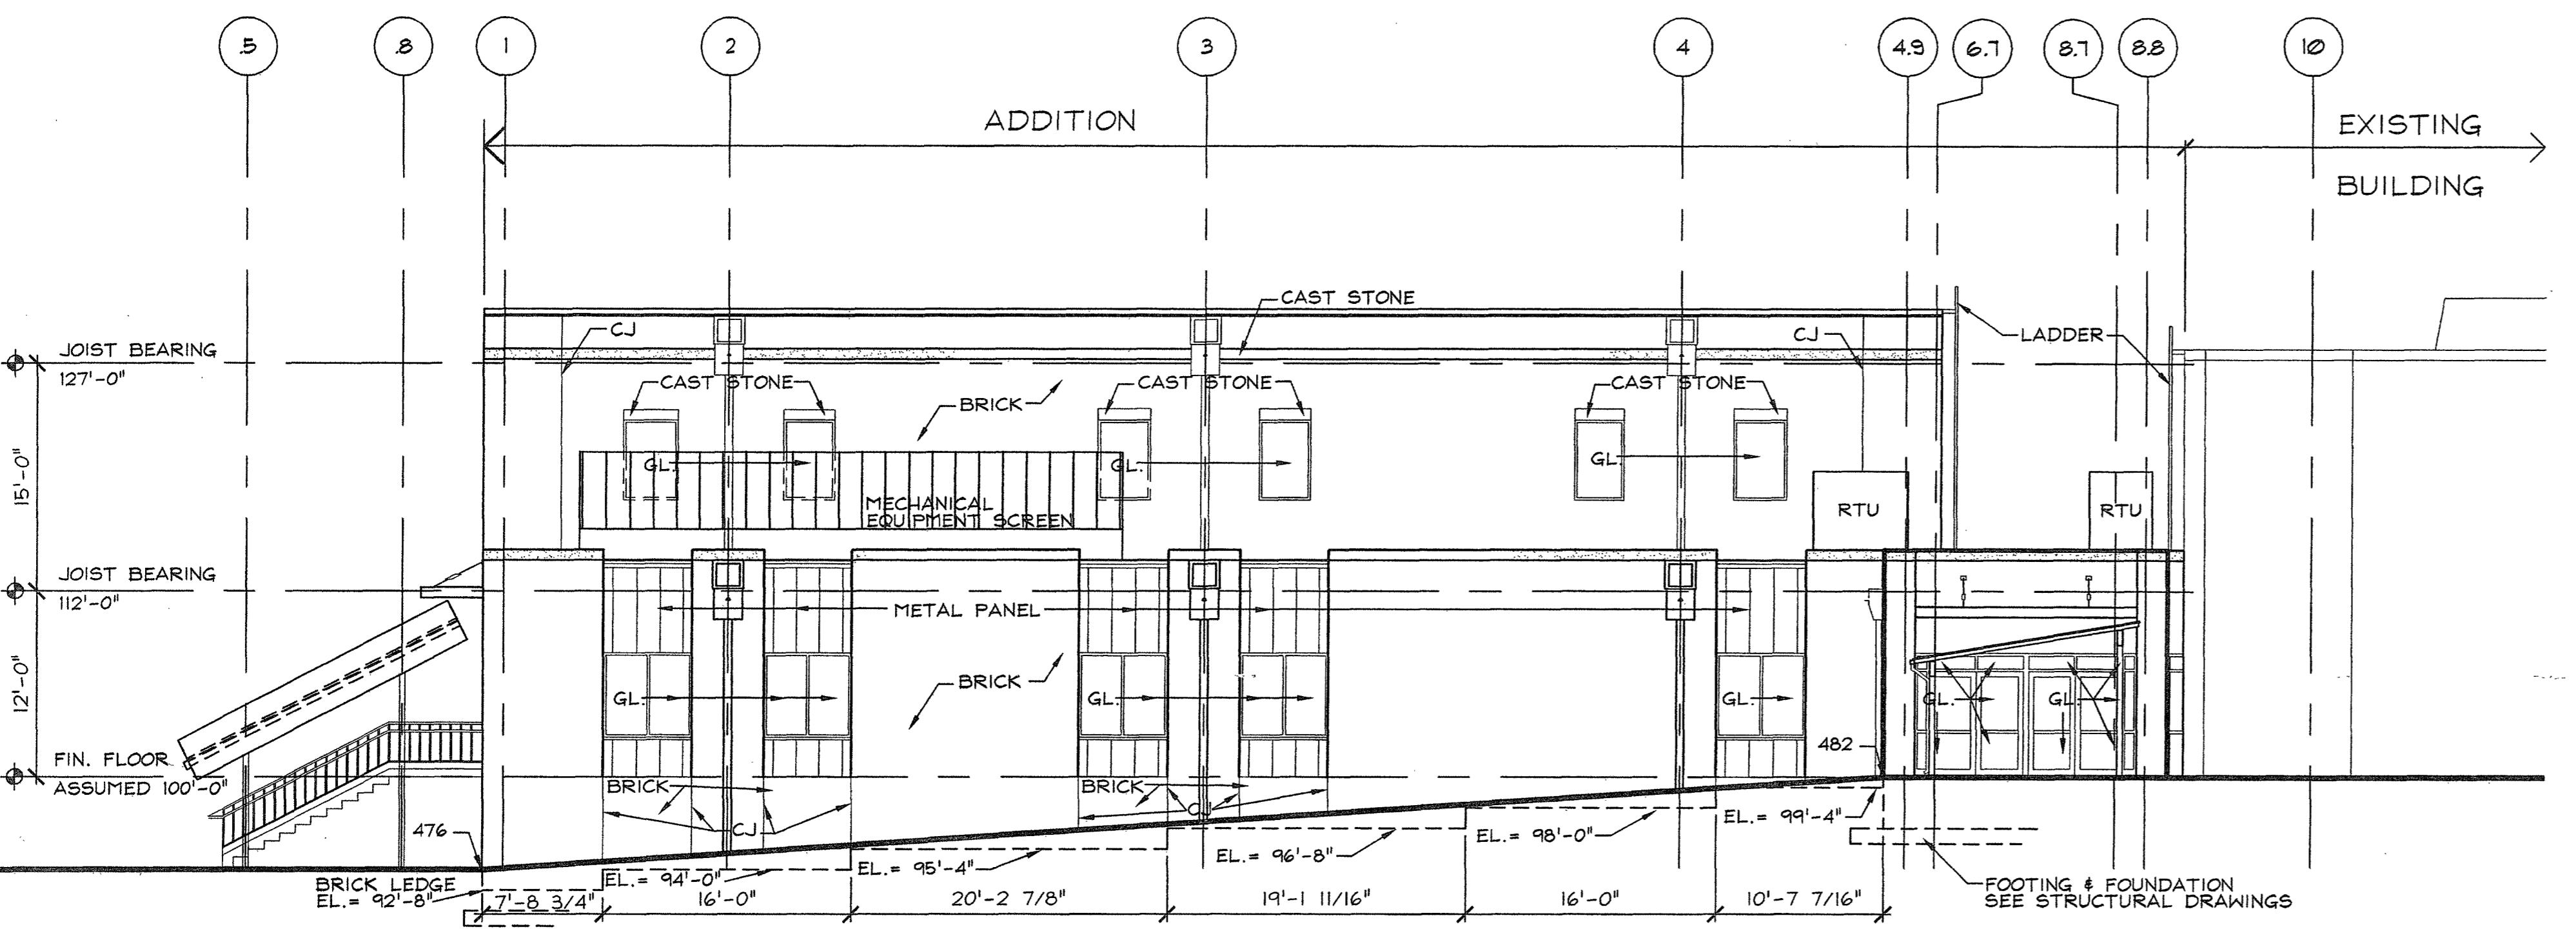 .5
.8
1
2
3
4
4.9
6.7
8.7
8.8
10
ADDITION
EXISTING
BUILDING
CAST STONE
CJ
CJ
LADDER
JOIST BEARING
127'-0"
CAST STONE
CAST STONE
CAST STONE
BRICK
GL.
GL.
GL.
15'-0"
MECHANICAL
EQUIPMENT SCREEN
RTU
RTU
JOIST BEARING
112'-0"
METAL PANEL
12'-0"
BRICK
GL.
GL.
GL.
GL.
GL.
482
FIN. FLOOR
ASSUMED 100'-0"
BRICK
BRICK
CJ
CJ
476
EL.= 99'-4"
EL.= 98'-0"
EL.= 96'-8"
EL.= 95'-4"
EL.= 94'-0"
BRICK LEDGE
EL.= 92'-8"
7'-8 3/4"
16'-0"
20'-2 7/8"
19'-1 11/16"
16'-0"
10'-7 7/16"
FOOTING & FOUNDATION
SEE STRUCTURAL DRAWINGS